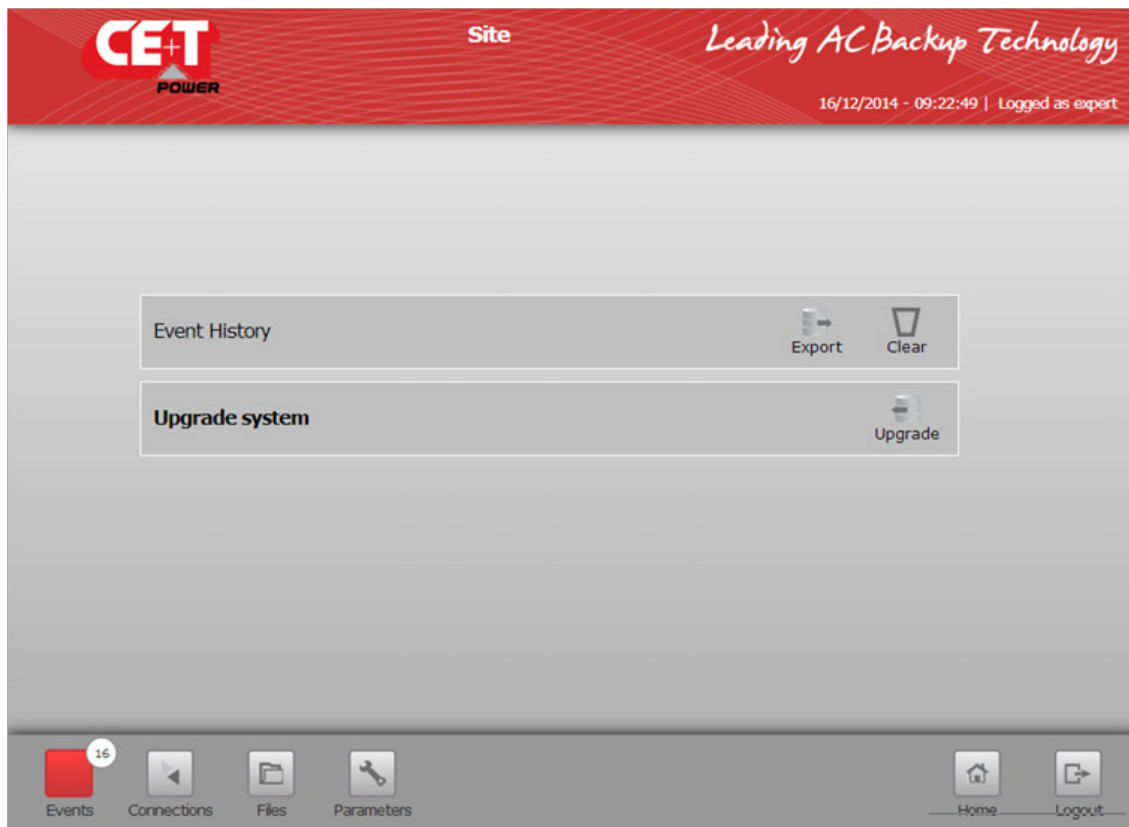 CE+T
POWER
Site
Leading AC Backup Technology
16/12/2014 - 09:22:49 | Logged as expert
Event History
Export
Clear
Upgrade system
Upgrade
16
Events
Connections
Files
Parameters
Home
Logout